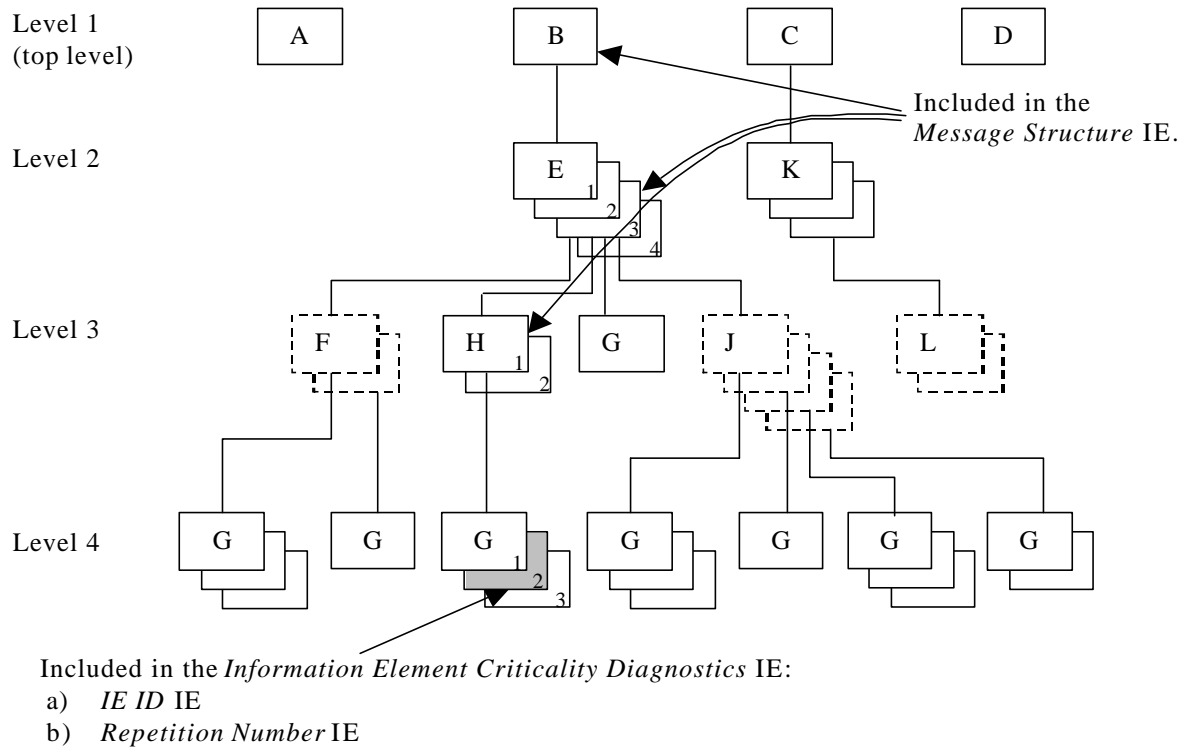 Level 1
(top level)
A
B
C
D
Included in the
Message Structure IE.
Level 2
E
1
2
3
4
K
Level 3
F
H
1
2
G
J
L
Level 4
G
G
G
1
2
3
G
G
G
G
Included in the Information Element Criticality Diagnostics IE:
a) IE ID IE
b) Repetition Number IE